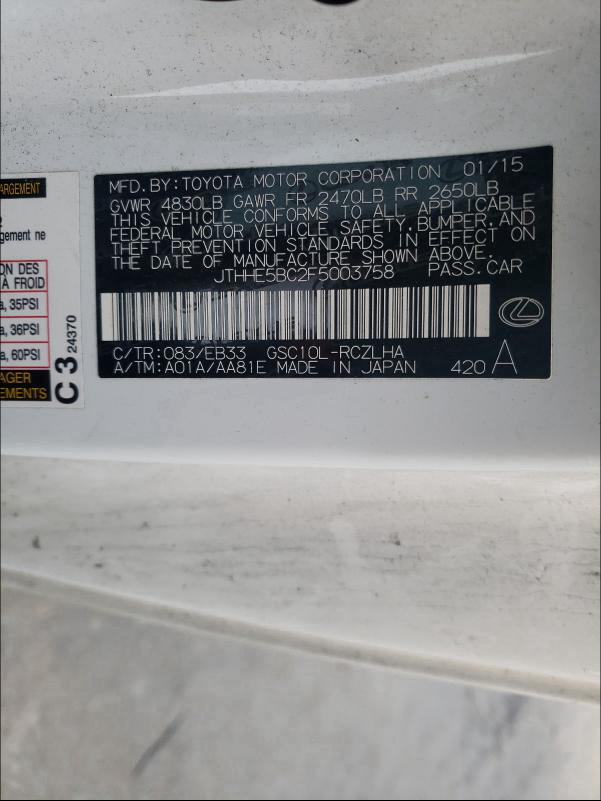 MFD. BY: TOYOTA MOTOR CORPORATION 01/15
GVWR 4830LB GAWR FR 2470LB RR 2650LB
THIS VEHICLE CONFORMS TO ALL APPLICABLE
FEDERAL MOTOR VEHICLE SAFETY, BUMPER, AND
THEFT PREVENTION STANDARDS IN EFFECT ON
THE DATE OF MANUFACTURE SHOWN ABOVE.
JTHHE5BC2F5003758 PASS. CAR
C/TR: 083/EB33 GSC10L-RCZLHA
A/TM: A01A/AA81E MADE IN JAPAN 420 A
ARGEMENT
2
gement ne
ION DES
À FROID
a, 35PSI
a, 36PSI
a, 60PSI
AGER
EMENTS
C3 24370